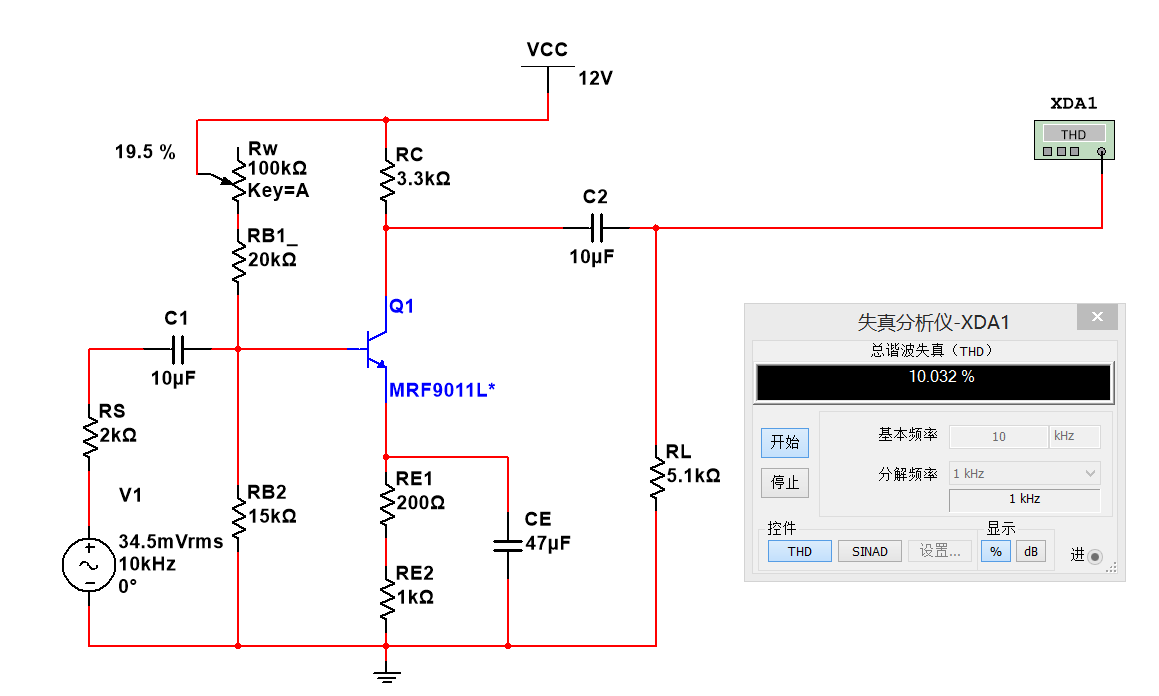 VCC
12V
XDA1
THD
19.5 %
Rw
100kΩ
Key=A
RC
3.3kΩ
C2
10µF
RB1_
20kΩ
Q1
MRF9011L*
C1
10µF
RS
2kΩ
V1
34.5mVrms
10kHz
0°
RB2
15kΩ
RE1
200Ω
RE2
1kΩ
CE
47µF
RL
5.1kΩ
失真分析仪-XDA1
总谐波失真（THD）
10.032 %
开始
停止
基本频率
10
kHz
分解频率
1 kHz
1 kHz
控件
THD
SINAD
设置...
显示
%
dB
进